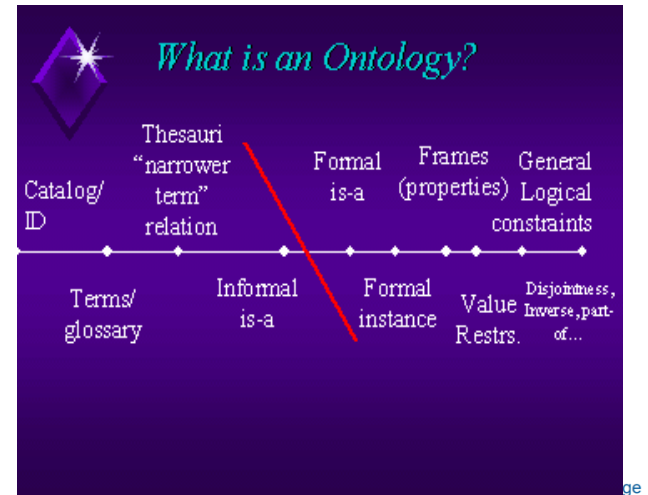 What is an Ontology?
Thesauri
“narrower
term”
relation
Formal
is-a
Frames
(properties)
General
Logical
constraints
Catalog/
ID
Terms/
glossary
Informal
is-a
Formal
instance
Value
Restrs.
Disjointness,
Inverse,part-
of...
ge